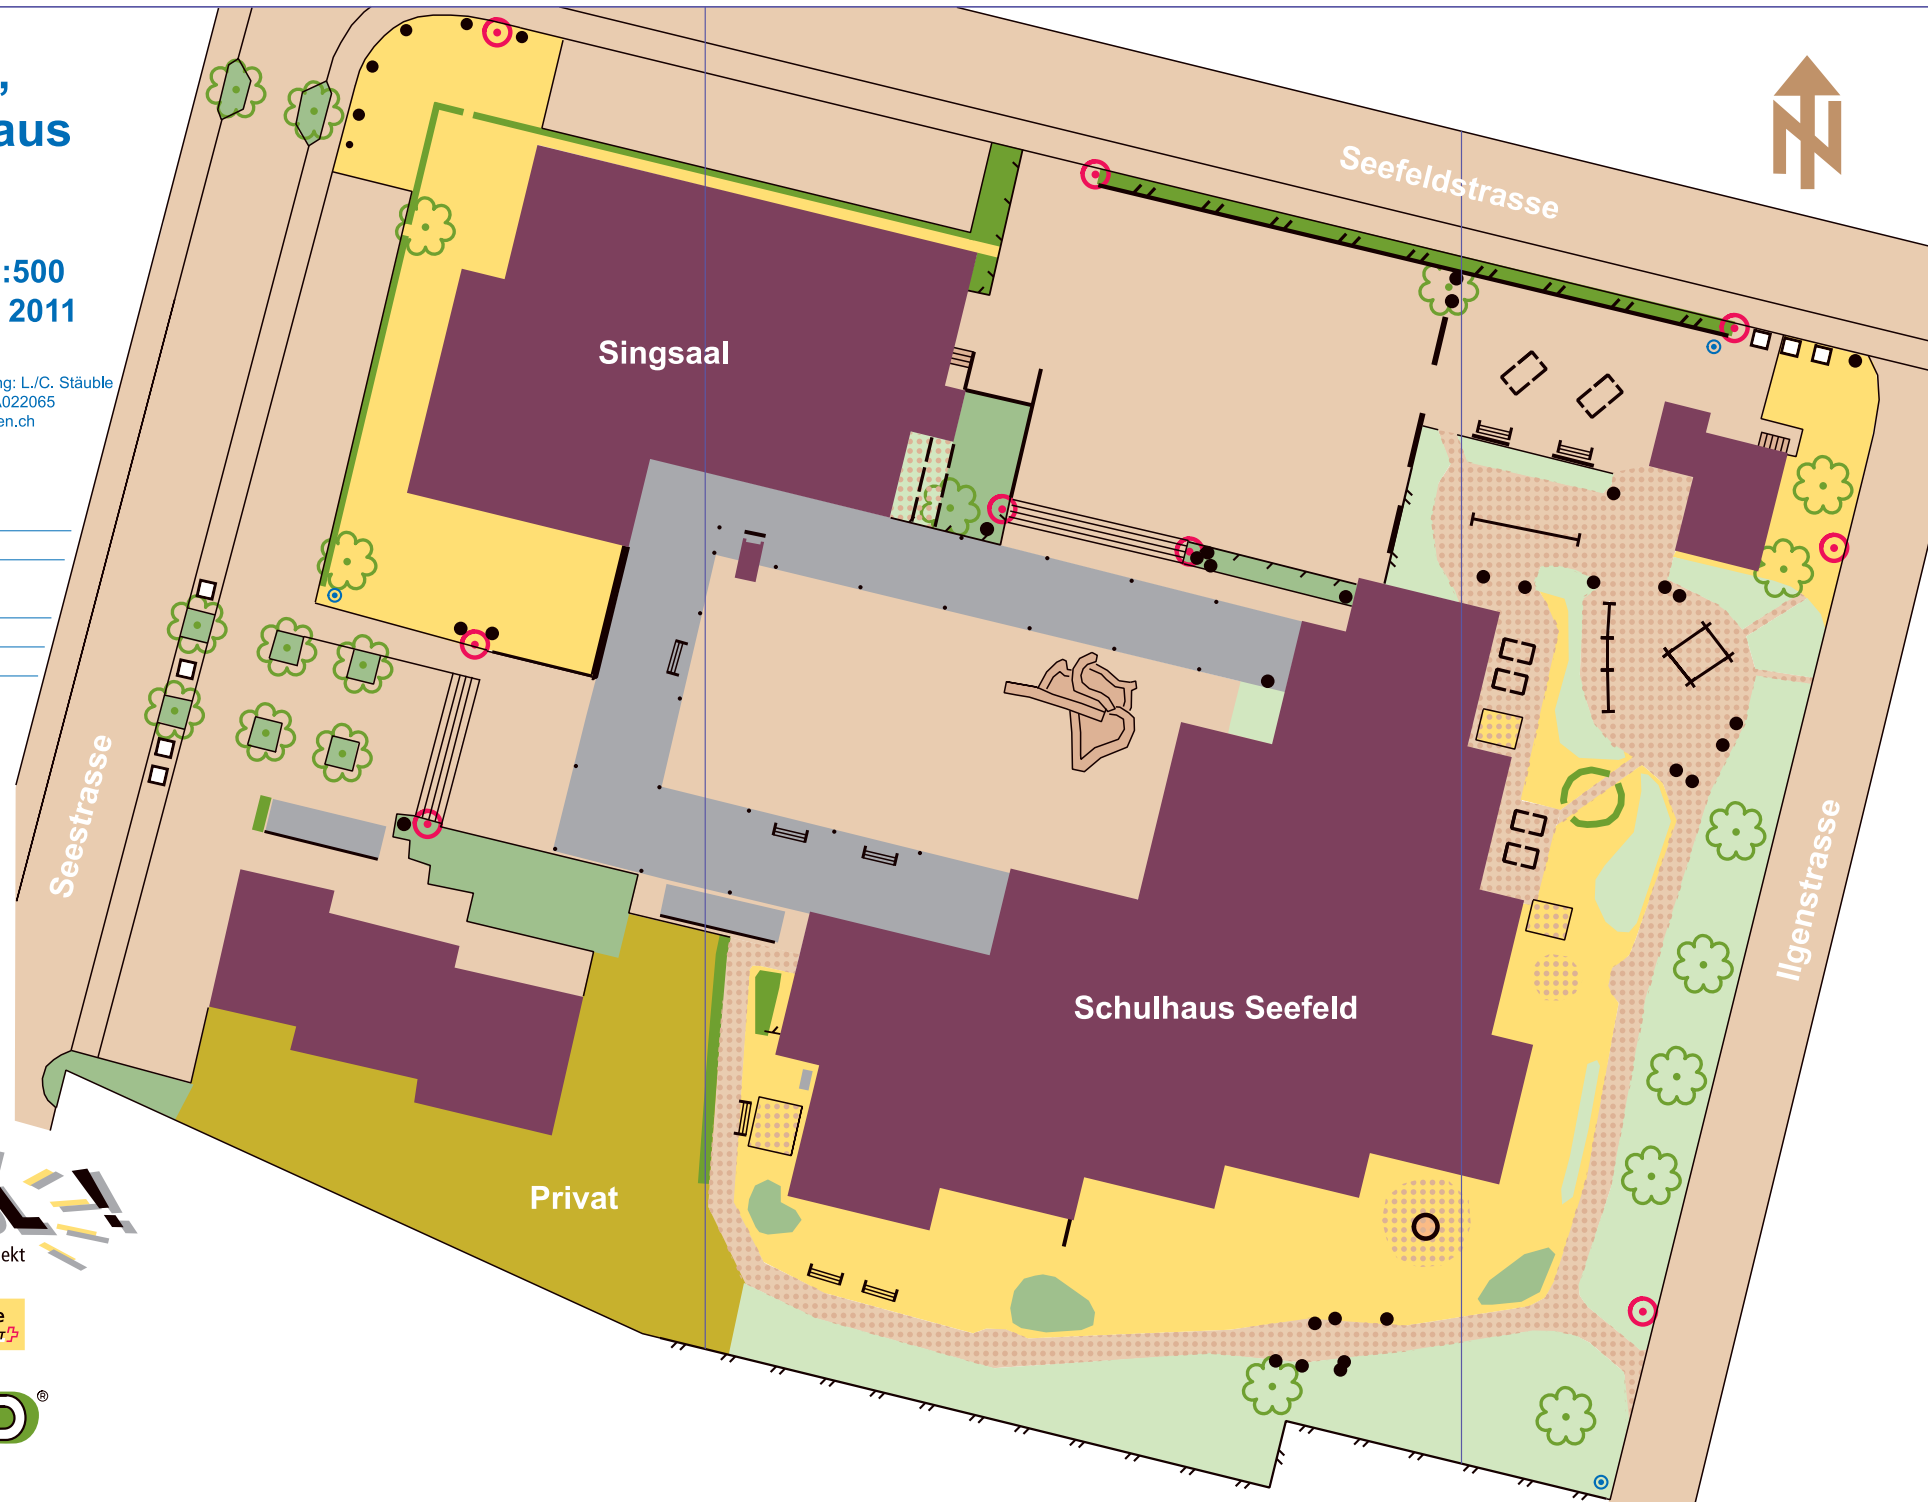 aus
:500
2011
ng: L./C. Stäuble
022065
en.ch
Seefeldstrasse
Singsaal
Seestrasse
Ilgenstrasse
Schulhaus Seefeld
Privat
ekt
e
®
N